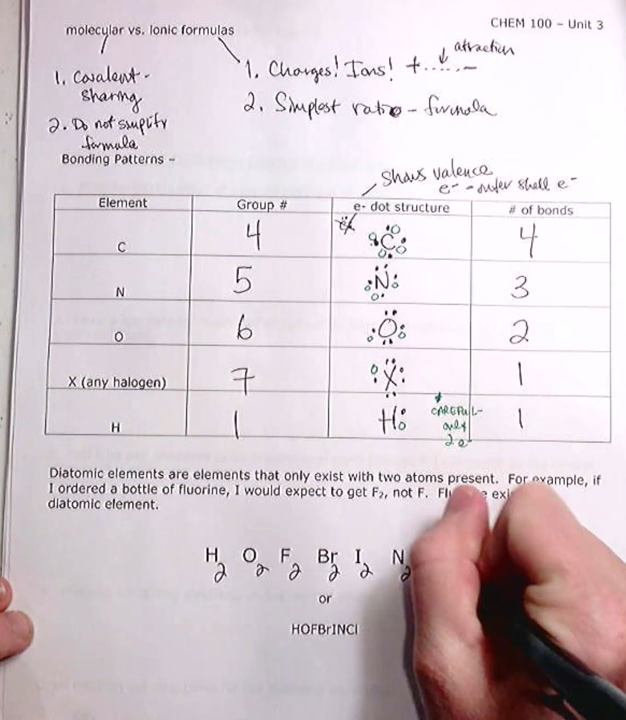 CHEM 100 – Unit 3
molecular vs. ionic formulas
attraction
1. Covalent -
sharing
1. Charges! Ions! +......−
2. Simplest ratio - formula
2. Do not simplify
formula
Bonding Patterns –
Shows valence
e⁻ - outer shell e⁻
Element Group # e- dot structure # of bonds
C 4 C 4
N 5 N 3
O 6 O 2
X (any halogen) 7 X 1
H 1 H 1
CAREFUL-
only
2 e⁻
Diatomic elements are elements that only exist with two atoms present. For example, if
I ordered a bottle of fluorine, I would expect to get F₂, not F. Fl
diatomic element.
H₂ O₂ F₂ Br₂ I₂ N₂
or
HOFBrINCl